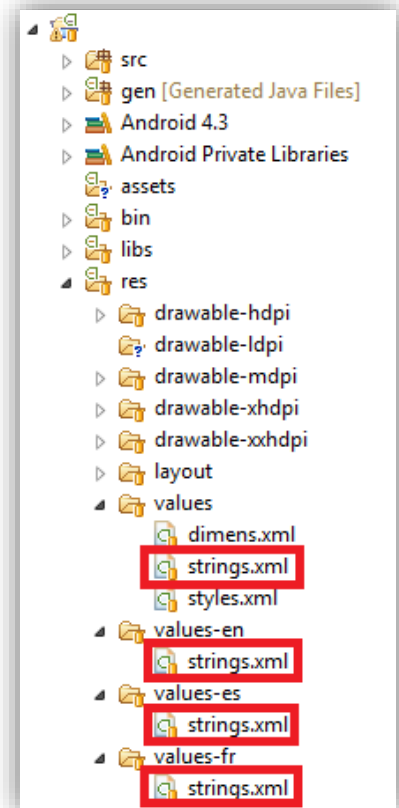 src
gen [Generated Java Files]
Android 4.3
Android Private Libraries
assets
bin
libs
res
drawable-hdpi
drawable-ldpi
drawable-mdpi
drawable-xhdpi
drawable-xxhdpi
layout
values
dimens.xml
strings.xml
styles.xml
values-en
strings.xml
values-es
strings.xml
values-fr
strings.xml